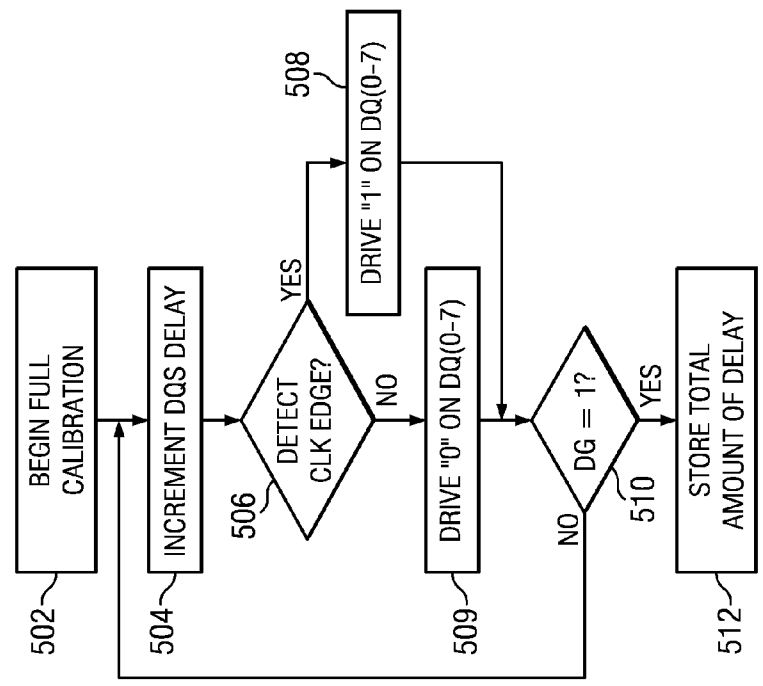 BEGIN FULL
CALIBRATION
502
INCREMENT DQS DELAY
504
DETECT
CLK EDGE?
506
YES
NO
DRIVE "1" ON DQ(0-7)
508
DRIVE "0" ON DQ(0-7)
509
DG = 1?
510
NO
YES
STORE TOTAL
AMOUNT OF DELAY
512